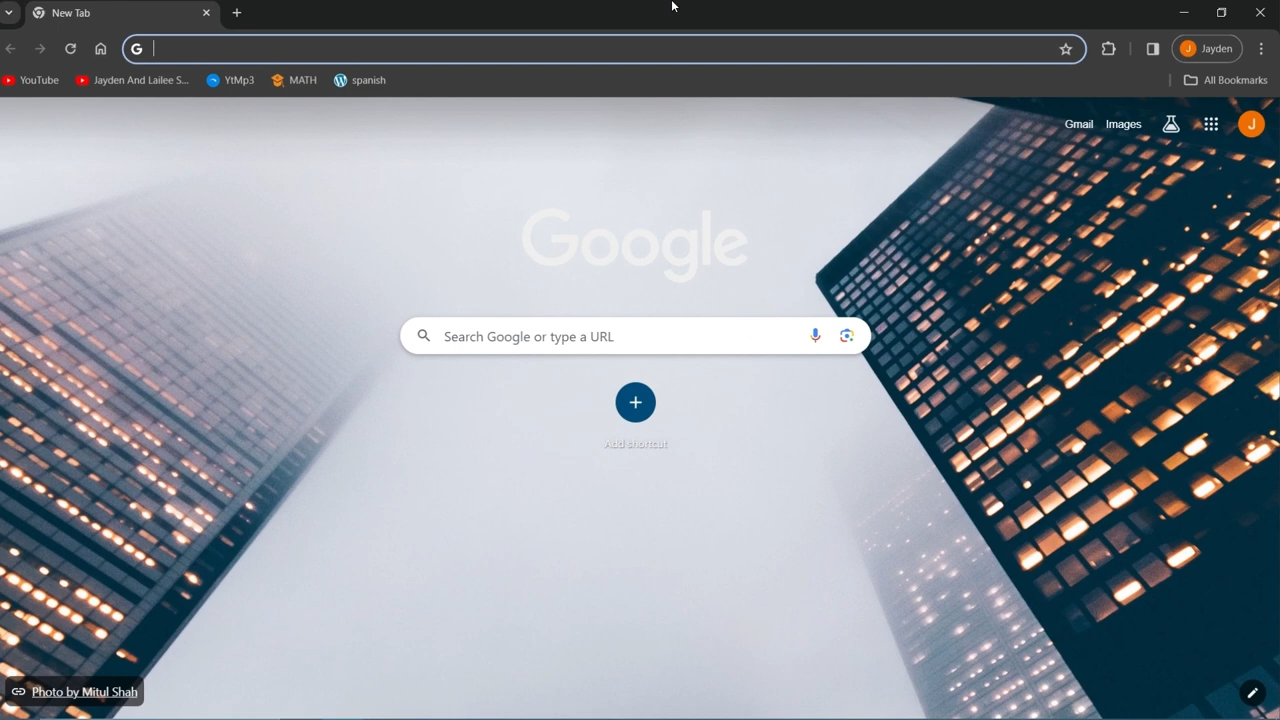 New Tab
G
J Jayden
YouTube
Jayden And Lailee S...
YtMp3
MATH
spanish
All Bookmarks
Gmail
Images
J
Google
Search Google or type a URL
Add shortcut
Photo by Mitul Shah